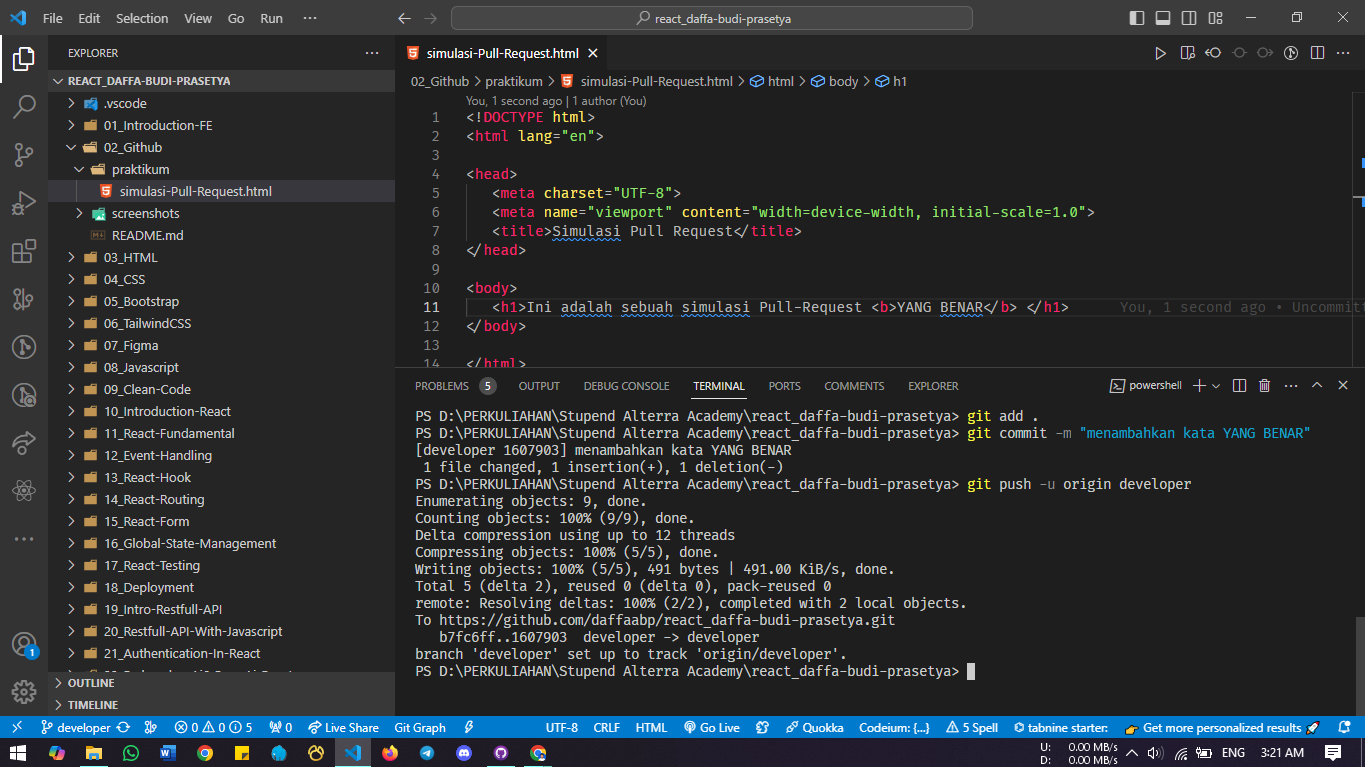 File Edit Selection View Go Run ···
react_daffa-budi-prasetya
EXPLORER ···
REACT_DAFFA-BUDI-PRASETYA
.vscode
01_Introduction-FE
02_Github
praktikum
simulasi-Pull-Request.html
screenshots
README.md
03_HTML
04_CSS
05_Bootstrap
06_TailwindCSS
07_Figma
08_Javascript
09_Clean-Code
10_Introduction-React
11_React-Fundamental
12_Event-Handling
13_React-Hook
14_React-Routing
15_React-Form
16_Global-State-Management
17_React-Testing
18_Deployment
19_Intro-Restfull-API
20_Restfull-API-With-Javascript
21_Authentication-In-React
OUTLINE
TIMELINE
simulasi-Pull-Request.html
02_Github > praktikum > simulasi-Pull-Request.html > html > body > h1
You, 1 second ago | 1 author (You)
1 <!DOCTYPE html>
2 <html lang="en">
3
4 <head>
5 <meta charset="UTF-8">
6 <meta name="viewport" content="width=device-width, initial-scale=1.0">
7 <title>Simulasi Pull Request</title>
8 </head>
9
10 <body>
11 <h1>Ini adalah sebuah simulasi Pull-Request <b>YANG BENAR</b> </h1> You, 1 second ago • Uncommitt
12 </body>
13
14 </html>
PROBLEMS 5 OUTPUT DEBUG CONSOLE TERMINAL PORTS COMMENTS EXPLORER powershell
PS D:\PERKULIAHAN\Stupend Alterra Academy\react_daffa-budi-prasetya> git add .
PS D:\PERKULIAHAN\Stupend Alterra Academy\react_daffa-budi-prasetya> git commit -m "menambahkan kata YANG BENAR"
[developer 1607903] menambahkan kata YANG BENAR
1 file changed, 1 insertion(+), 1 deletion(-)
PS D:\PERKULIAHAN\Stupend Alterra Academy\react_daffa-budi-prasetya> git push -u origin developer
Enumerating objects: 9, done.
Counting objects: 100% (9/9), done.
Delta compression using up to 12 threads
Compressing objects: 100% (5/5), done.
Writing objects: 100% (5/5), 491 bytes | 491.00 KiB/s, done.
Total 5 (delta 2), reused 0 (delta 0), pack-reused 0
remote: Resolving deltas: 100% (2/2), completed with 2 local objects.
To https://github.com/daffaabp/react_daffa-budi-prasetya.git
b7fc6ff..1607903 developer -> developer
branch 'developer' set up to track 'origin/developer'.
PS D:\PERKULIAHAN\Stupend Alterra Academy\react_daffa-budi-prasetya>
1
developer 0 0 5 0 Live Share Git Graph UTF-8 CRLF HTML Go Live Quokka Codeium: {...} 5 Spell tabnine starter: Get more personalized results
U: 0.00 MB/s
D: 0.00 MB/s
ENG 3:21 AM